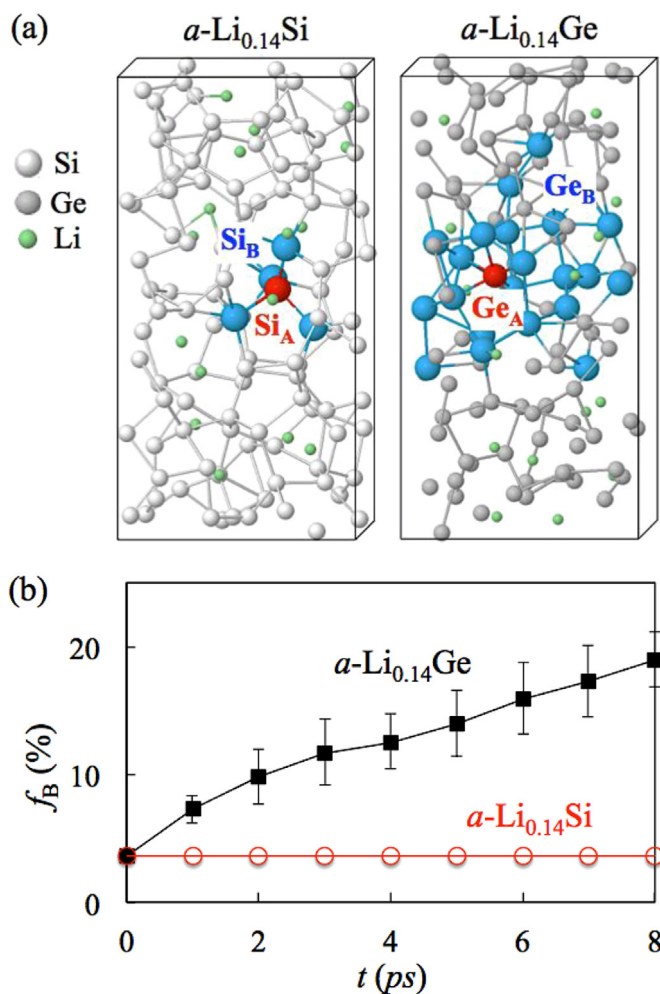 (a)
a-Li0.14Si
a-Li0.14Ge
Si
Ge
Li
SiB
SiA
GeB
GeA
(b)
20
10
0
fB (%)
a-Li0.14Ge
a-Li0.14Si
0 2 4 6 8
t (ps)